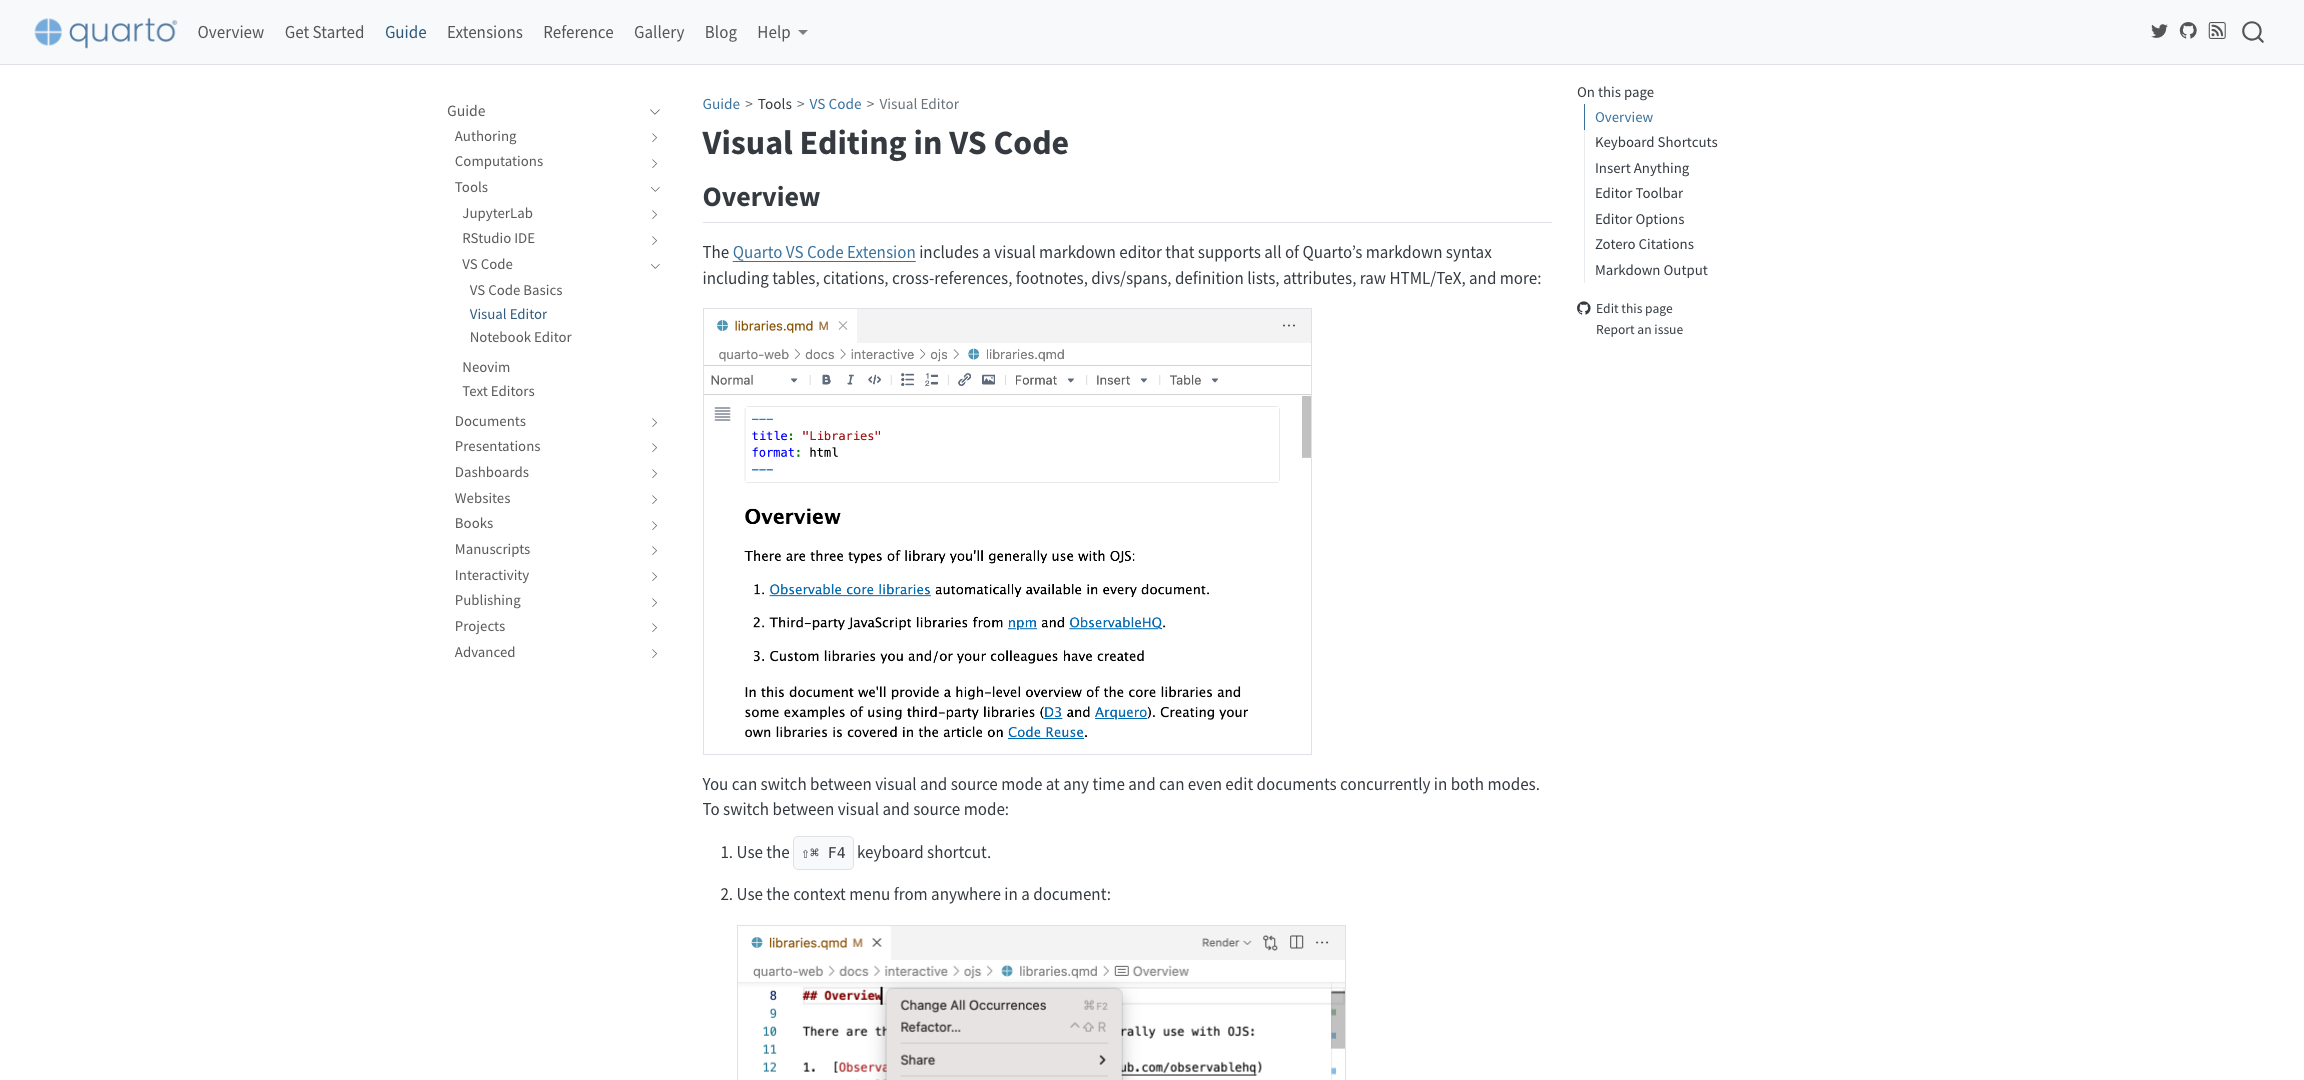 quarto
Overview
Get Started
Guide
Extensions
Reference
Gallery
Blog
Help
Guide
Authoring
Computations
Tools
JupyterLab
RStudio IDE
VS Code
VS Code Basics
Visual Editor
Notebook Editor
Neovim
Text Editors
Documents
Presentations
Dashboards
Websites
Books
Manuscripts
Interactivity
Publishing
Projects
Advanced
Guide > Tools > VS Code > Visual Editor
Visual Editing in VS Code
Overview
The Quarto VS Code Extension includes a visual markdown editor that supports all of Quarto’s markdown syntax
including tables, citations, cross-references, footnotes, divs/spans, definition lists, attributes, raw HTML/TeX, and more:
libraries.qmd M
quarto-web > docs > interactive > ojs > libraries.qmd
Normal B I </> Format Insert Table
---
title: "Libraries"
format: html
---
Overview
There are three types of library you'll generally use with OJS:
1. Observable core libraries automatically available in every document.
2. Third-party JavaScript libraries from npm and ObservableHQ.
3. Custom libraries you and/or your colleagues have created
In this document we'll provide a high-level overview of the core libraries and
some examples of using third-party libraries (D3 and Arquero). Creating your
own libraries is covered in the article on Code Reuse.
You can switch between visual and source mode at any time and can even edit documents concurrently in both modes.
To switch between visual and source mode:
1. Use the ⇧⌘ F4 keyboard shortcut.
2. Use the context menu from anywhere in a document:
libraries.qmd M
Render
quarto-web > docs > interactive > ojs > libraries.qmd > Overview
8 ## Overview
9
10 There are th rally use with OJS:
11
12 1. [Observa ub.com/observablehq)
Change All Occurrences ⌘F2
Refactor... ^⇧R
Share
On this page
Overview
Keyboard Shortcuts
Insert Anything
Editor Toolbar
Editor Options
Zotero Citations
Markdown Output
Edit this page
Report an issue